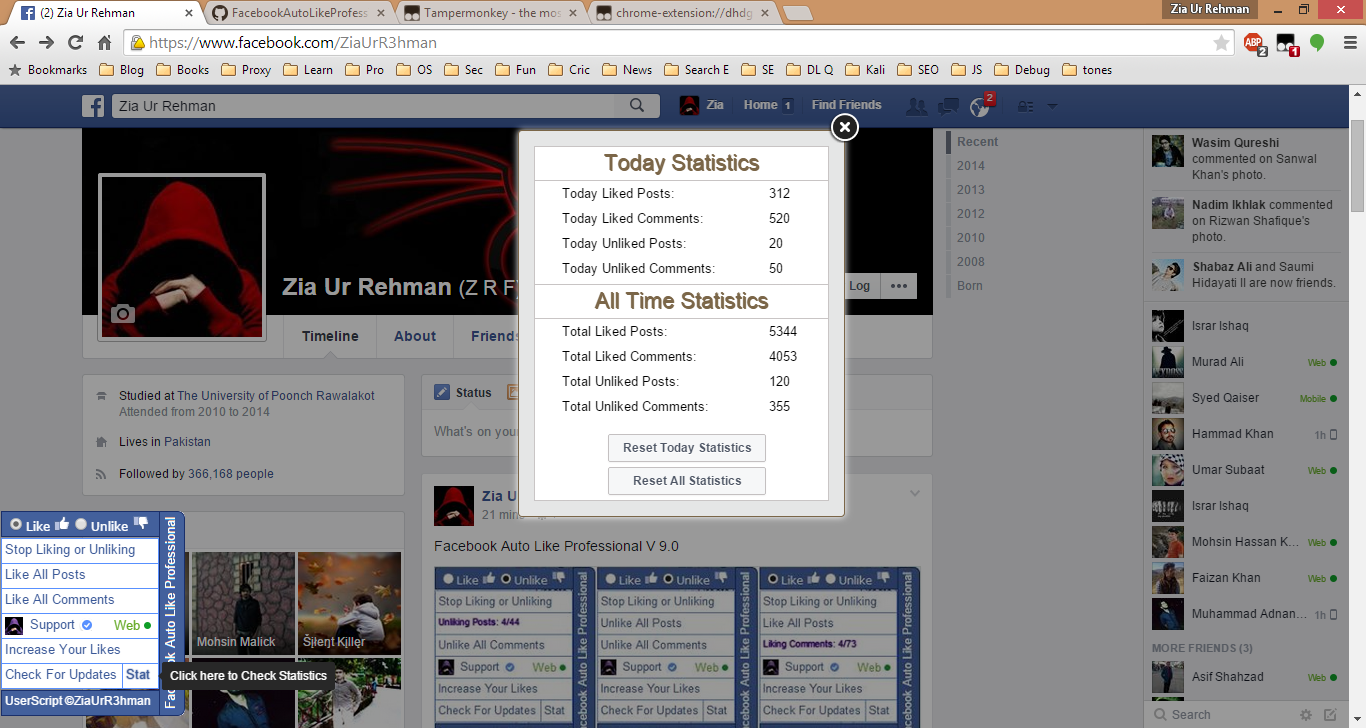 (2) Zia Ur Rehman
FacebookAutoLikeProfess
Tampermonkey - the mos
chrome-extension://dhdg
Zia Ur Rehman
https://www.facebook.com/ZiaUrR3hman
ABP
2
1
Bookmarks Blog Books Proxy Learn Pro OS Sec Fun Cric News Search E SE DL Q Kali SEO JS Debug tones
Zia Ur Rehman
Zia
Home 1
Find Friends
2
Zia Ur Rehman (Z R F)
Log
Timeline
About
Friends
Studied at The University of Poonch Rawalakot
Attended from 2010 to 2014
Lives in Pakistan
Followed by 366,168 people
Mohsin Malick
Status
What's on you
Zia U
21 mins
Facebook Auto Like Professional V 9.0
Like Unlike
Stop Liking or Unliking
Unliking Posts: 4/44
Unlike All Comments
Support Web
Increase Your Likes
Check For Updates Stat
Facebook Auto Like Professional
Like Unlike
Stop Liking or Unliking
Unlike All Posts
Unlike All Comments
Support Web
Increase Your Likes
Check For Updates Stat
Facebook Auto Like Professional
Like Unlike
Stop Liking or Unliking
Like All Posts
Liking Comments: 4/73
Support Web
Increase Your Likes
Check For Updates Stat
Facebook Auto Like Professional
Today Statistics
Today Liked Posts: 312
Today Liked Comments: 520
Today Unliked Posts: 20
Today Unliked Comments: 50
All Time Statistics
Total Liked Posts: 5344
Total Liked Comments: 4053
Total Unliked Posts: 120
Total Unliked Comments: 355
Reset Today Statistics
Reset All Statistics
Like Unlike
Stop Liking or Unliking
Like All Posts
Like All Comments
Support Web
Increase Your Likes
Check For Updates Stat
UserScript ©ZiaUrR3hman
Facebook Auto Like Professional
Click here to Check Statistics
Recent
2014
2013
2012
2010
2008
Born
Wasim Qureshi
commented on Sanwal
Khan's photo.
Nadim Ikhlak commented
on Rizwan Shafique's
photo.
Shabaz Ali and Saumi
Hidayati II are now friends.
Israr Ishaq
Murad Ali Web
Syed Qaiser Mobile
Hammad Khan 1h
Umar Subaat Web
Israr Ishaq
Mohsin Hassan K... Web
Faizan Khan Web
Muhammad Adnan... 1h
MORE FRIENDS (3)
Asif Shahzad Web
Search